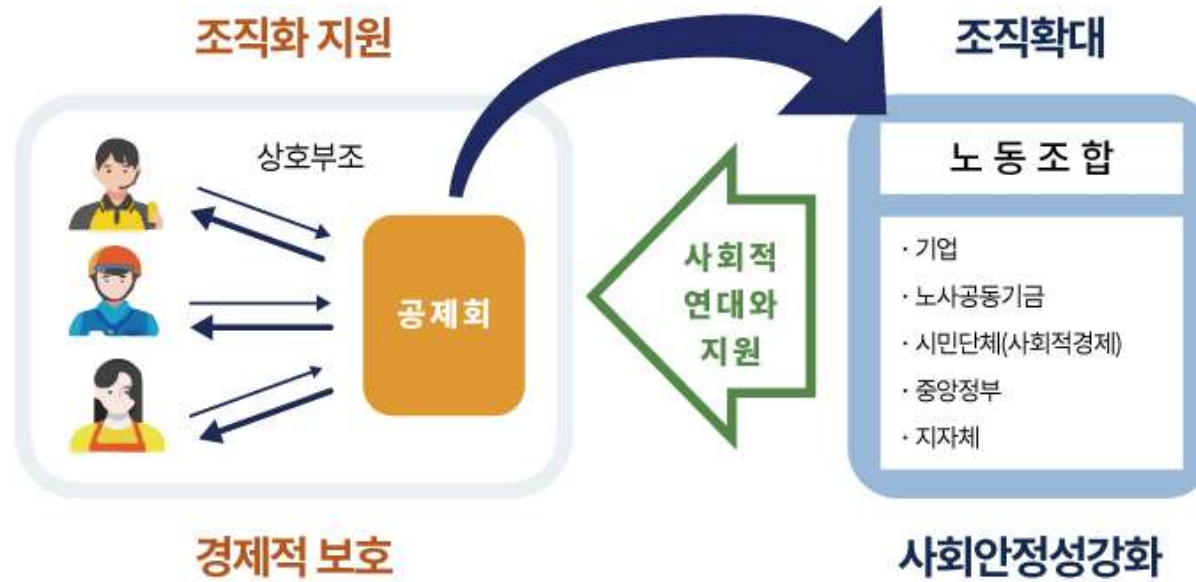 조직화 지원
조직확대
상호부조
공제회
사회적
연대와
지원
노동조합
· 기업
· 노사공동기금
· 시민단체(사회적경제)
· 중앙정부
· 지자체
경제적 보호
사회안정성강화